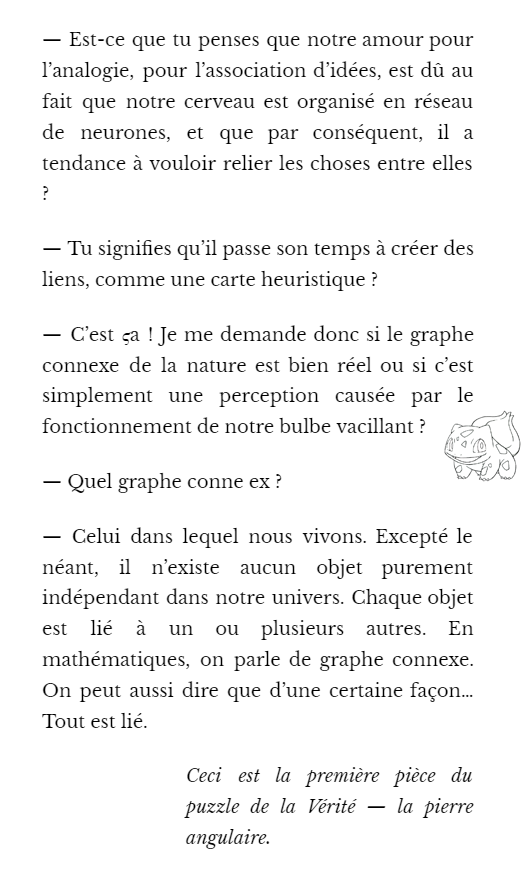 — Est-ce que tu penses que notre amour pour
l’analogie, pour l’association d’idées, est dû au
fait que notre cerveau est organisé en réseau
de neurones, et que par conséquent, il a
tendance à vouloir relier les choses entre elles
?
— Tu signifies qu’il passe son temps à créer des
liens, comme une carte heuristique ?
— C’est ça ! Je me demande donc si le graphe
connexe de la nature est bien réel ou si c’est
simplement une perception causée par le
fonctionnement de notre bulbe vacillant ?
— Quel graphe conne ex ?
— Celui dans lequel nous vivons. Excepté le
néant, il n’existe aucun objet purement
indépendant dans notre univers. Chaque objet
est lié à un ou plusieurs autres. En
mathématiques, on parle de graphe connexe.
On peut aussi dire que d’une certaine façon…
Tout est lié.
Ceci est la première pièce du
puzzle de la Vérité — la pierre
angulaire.